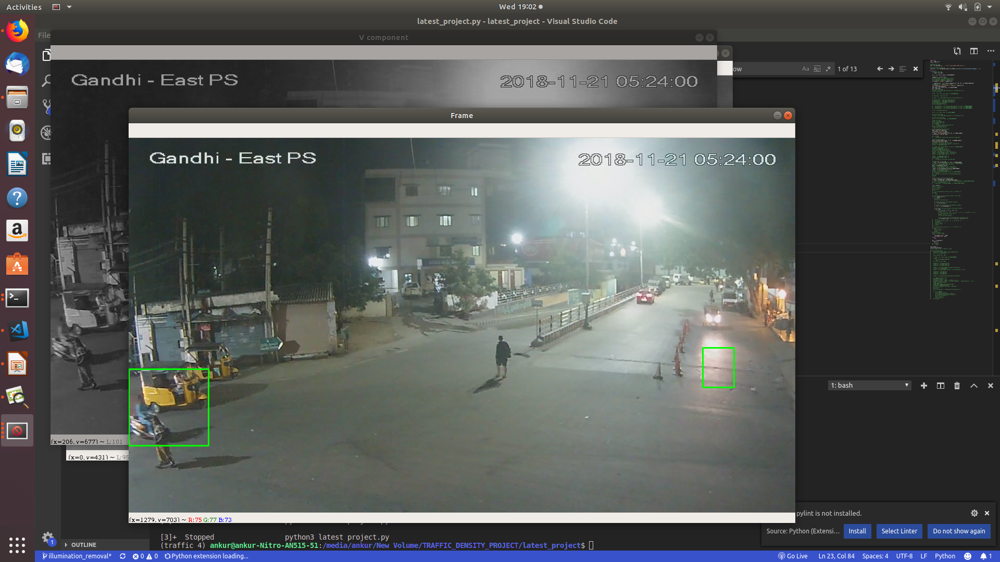 Activities
Wed 19:02
latest_project.py - latest_project - Visual Studio Code
File
V component
ow
Aa
Abl
.*
1 of 13
Gandhi - East PS
2018-11-21 05:24:00
Frame
Gandhi - East PS
2018-11-21 05:24:00
1: bash
(x=206, y=677) ~ L:101
(x=0, y=431) ~ L:95
(x=1279, y=703) ~ R:75 G:77 B:73
pylint is not installed.
Source: Python (Extensi...
Install
Select Linter
Do not show again
[3]+ Stopped python3 latest_project.py
(traffic 4) ankur@ankur-Nitro-AN515-51:/media/ankur/New Volume/TRAFFIC_DENSITY_PROJECT/latest_project$
OUTLINE
1
illumination_removal*
0
0
Python extension loading...
Go Live
Ln 23, Col 84
Spaces: 4
UTF-8
LF
Python
1